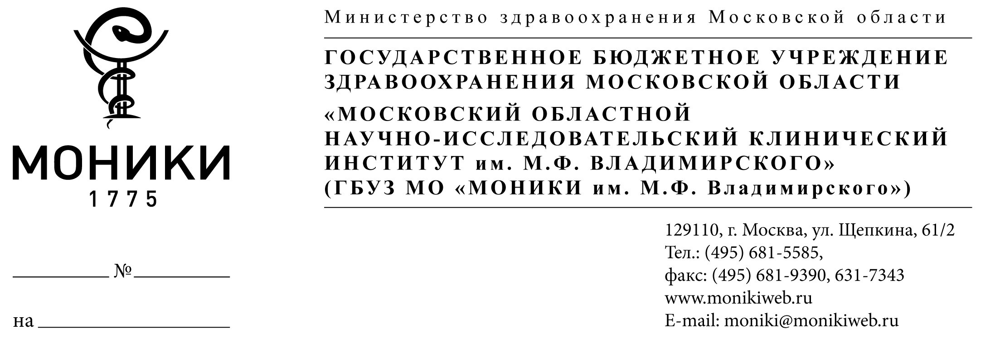 МОНИКИ
1775
№
на
Министерство здравоохранения Московской области
ГОСУДАРСТВЕННОЕ БЮДЖЕТНОЕ УЧРЕЖДЕНИЕ
ЗДРАВООХРАНЕНИЯ МОСКОВСКОЙ ОБЛАСТИ
«МОСКОВСКИЙ ОБЛАСТНОЙ
НАУЧНО-ИССЛЕДОВАТЕЛЬСКИЙ КЛИНИЧЕСКИЙ
ИНСТИТУТ им. М.Ф. ВЛАДИМИРСКОГО»
(ГБУЗ МО «МОНИКИ им. М.Ф. Владимирского»)
129110, г. Москва, ул. Щепкина, 61/2
Тел.: (495) 681-5585,
факс: (495) 681-9390, 631-7343
www.monikiweb.ru
E-mail: moniki@monikiweb.ru